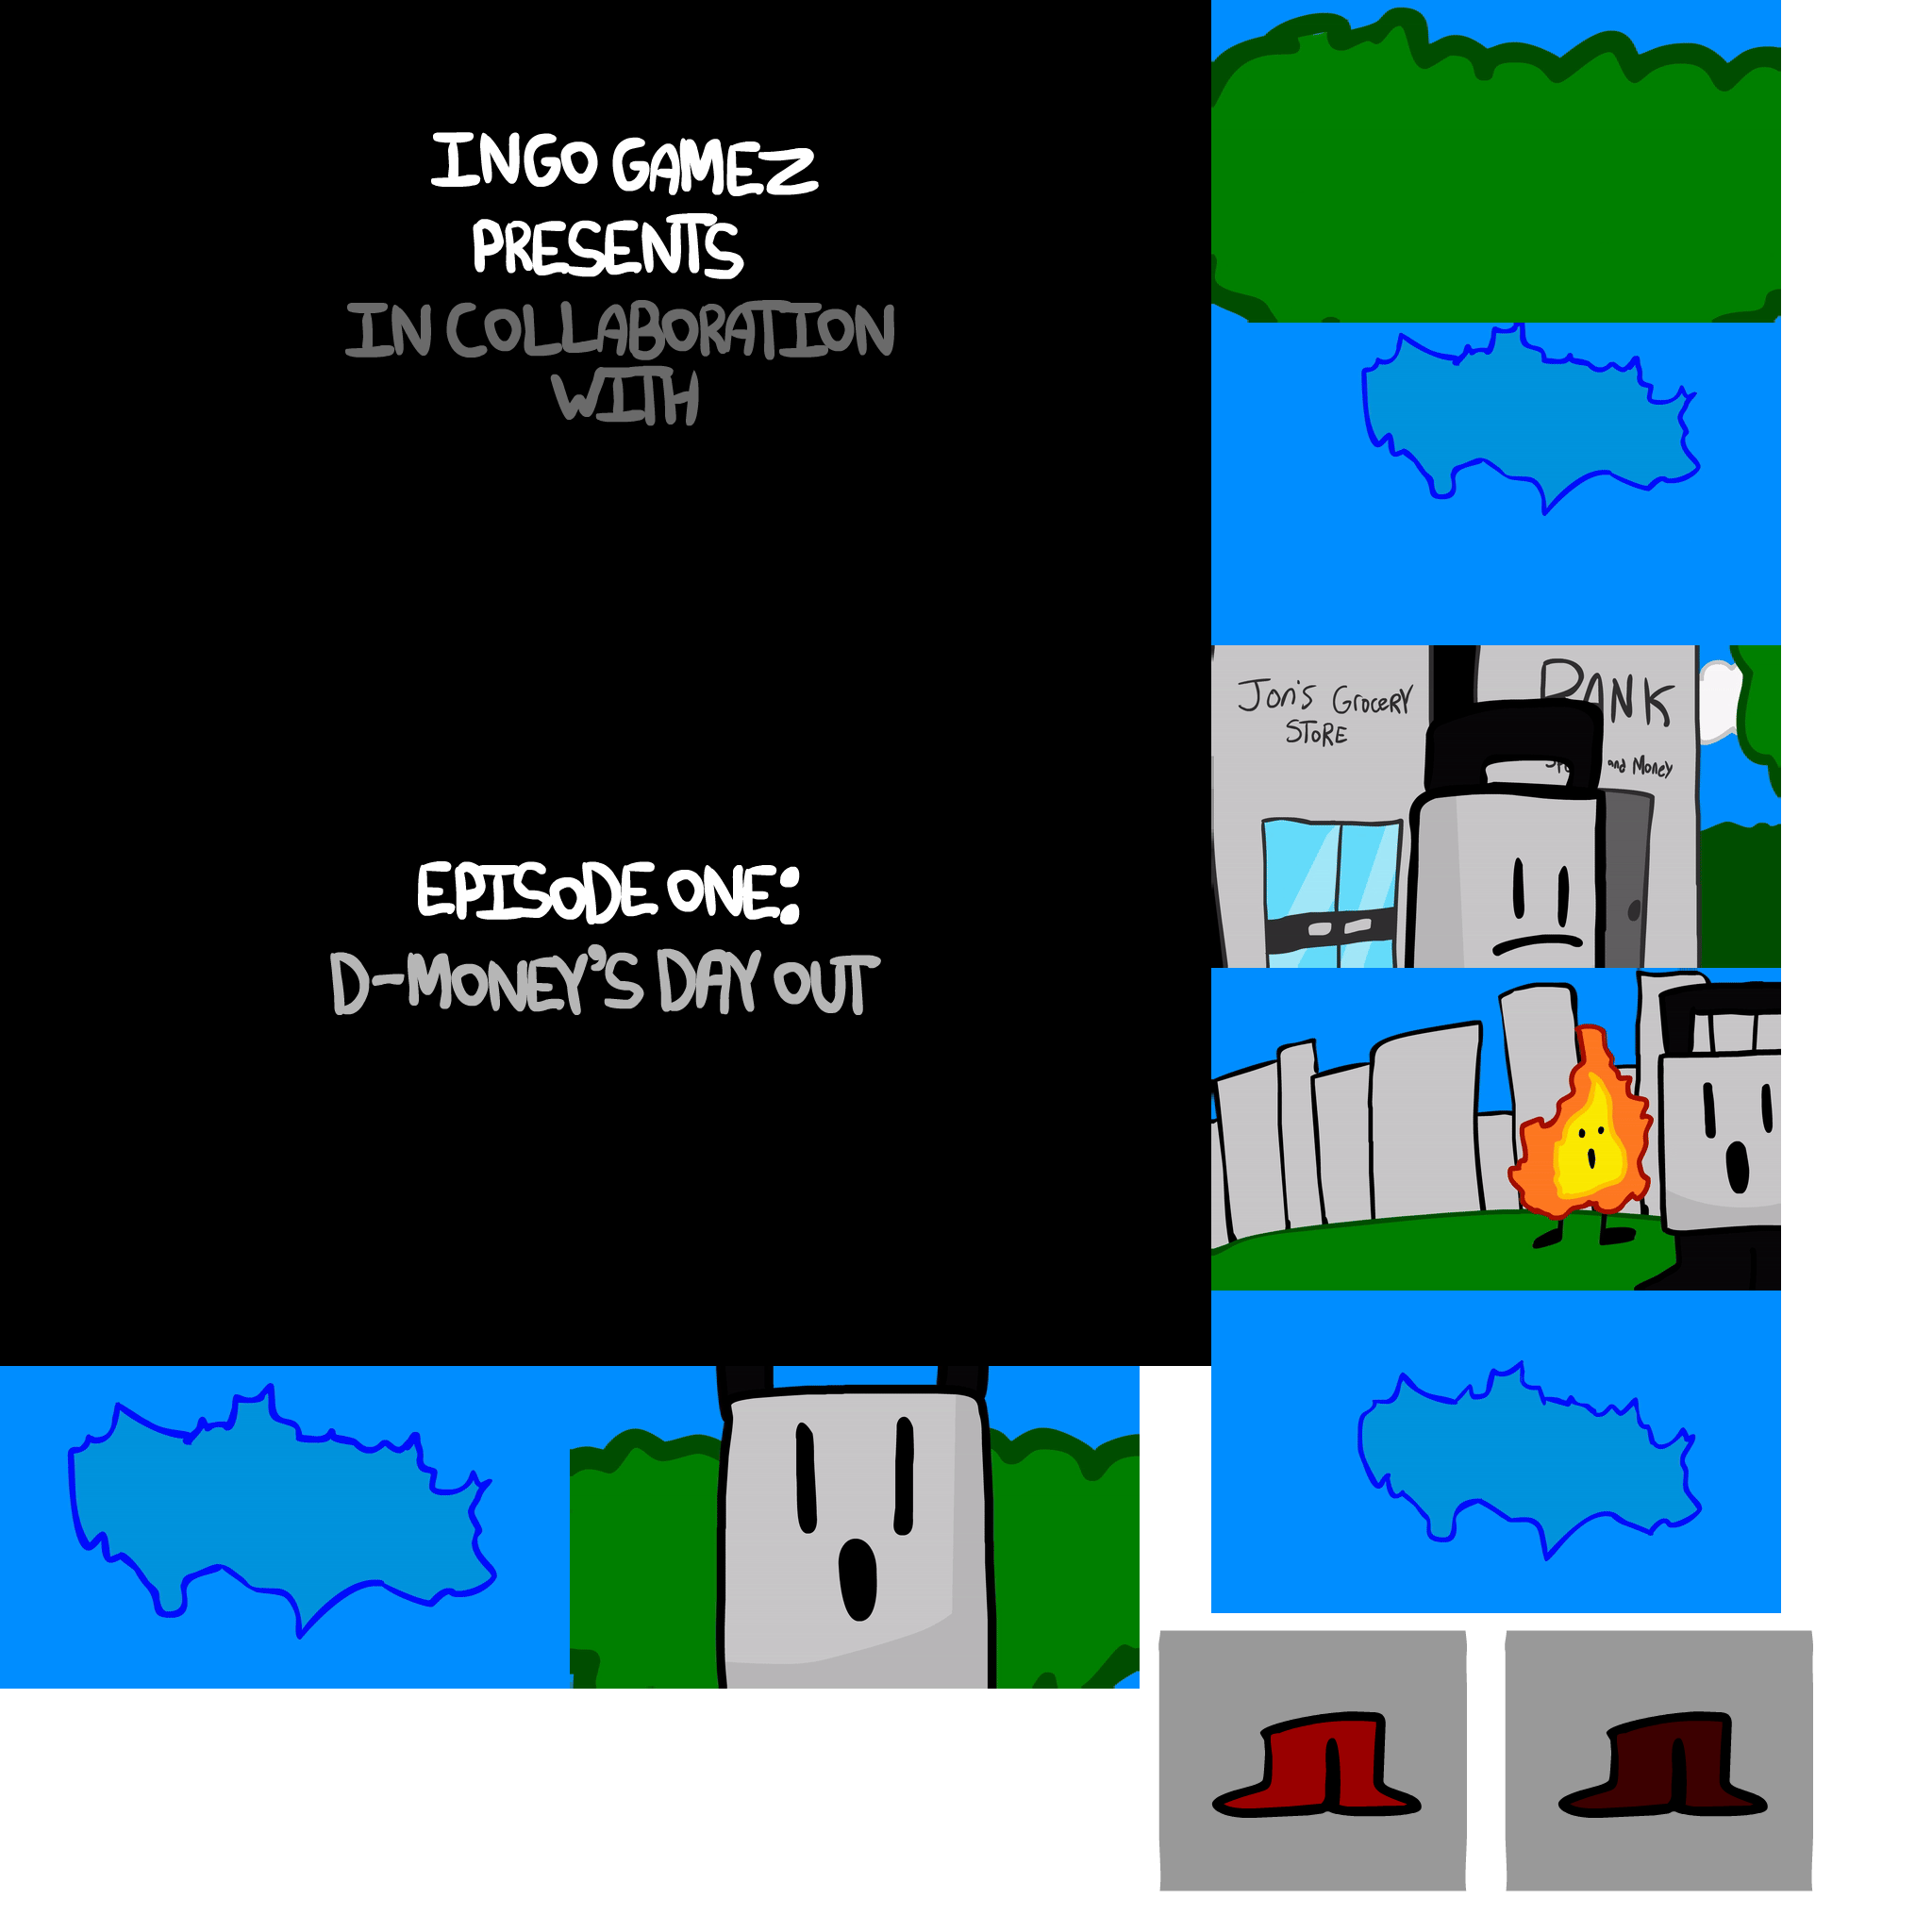 INGO GAMEZ
PRESENTS
IN COLLABORATION
WITH
EPISODE ONE:
D-MONEY'S DAY OUT
Jon's Grocery
Store
BANK
and Money